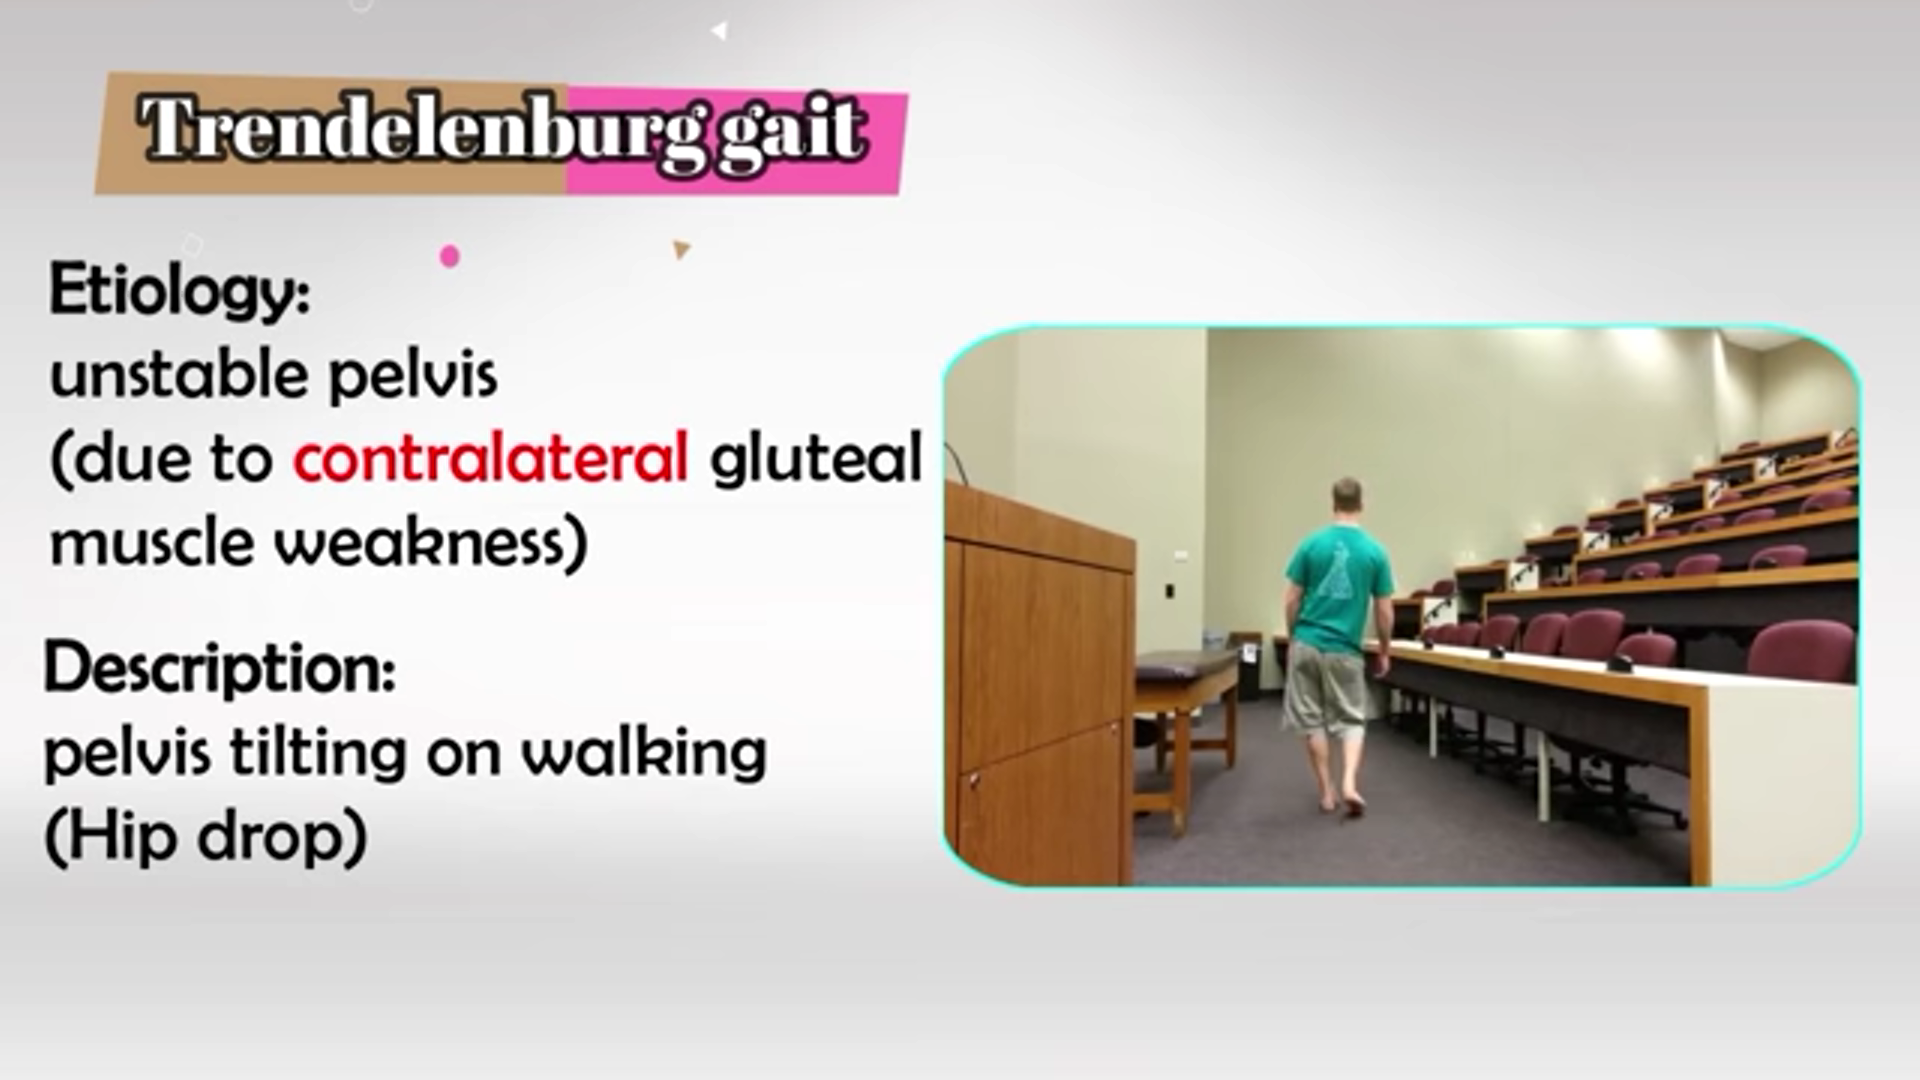 Trendelenburg gait
Etiology:
unstable pelvis
(due to contralateral gluteal
muscle weakness)
Description:
pelvis tilting on walking
(Hip drop)